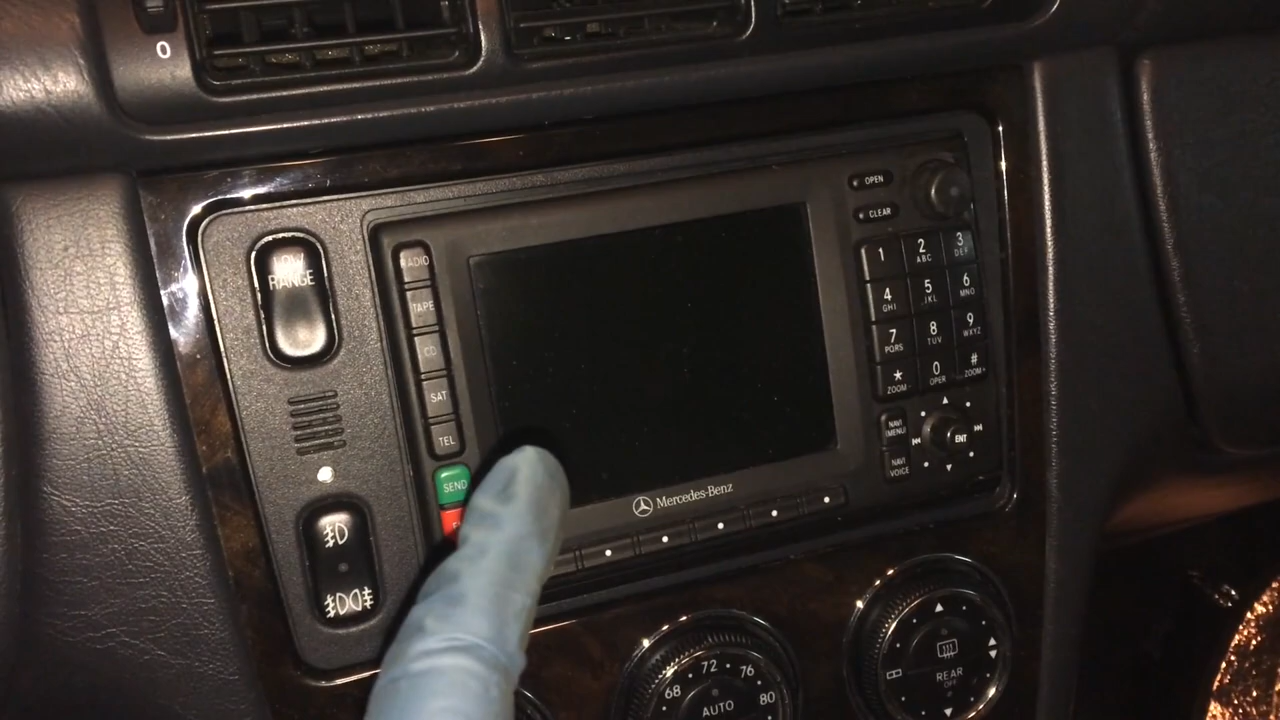 0
LOW
RANGE
RADIO
TAPE
CD
SAT
TEL
SEND
Mercedes-Benz
OPEN
CLEAR
1
2
ABC
3
DEF
4
GHI
5
JKL
6
MNO
7
PQRS
8
TUV
9
WXYZ
*
ZOOM-
0
OPER
#
ZOOM+
NAVI
MENU
NAVI
VOICE
ENT
68
72
76
80
AUTO
REAR
OFF